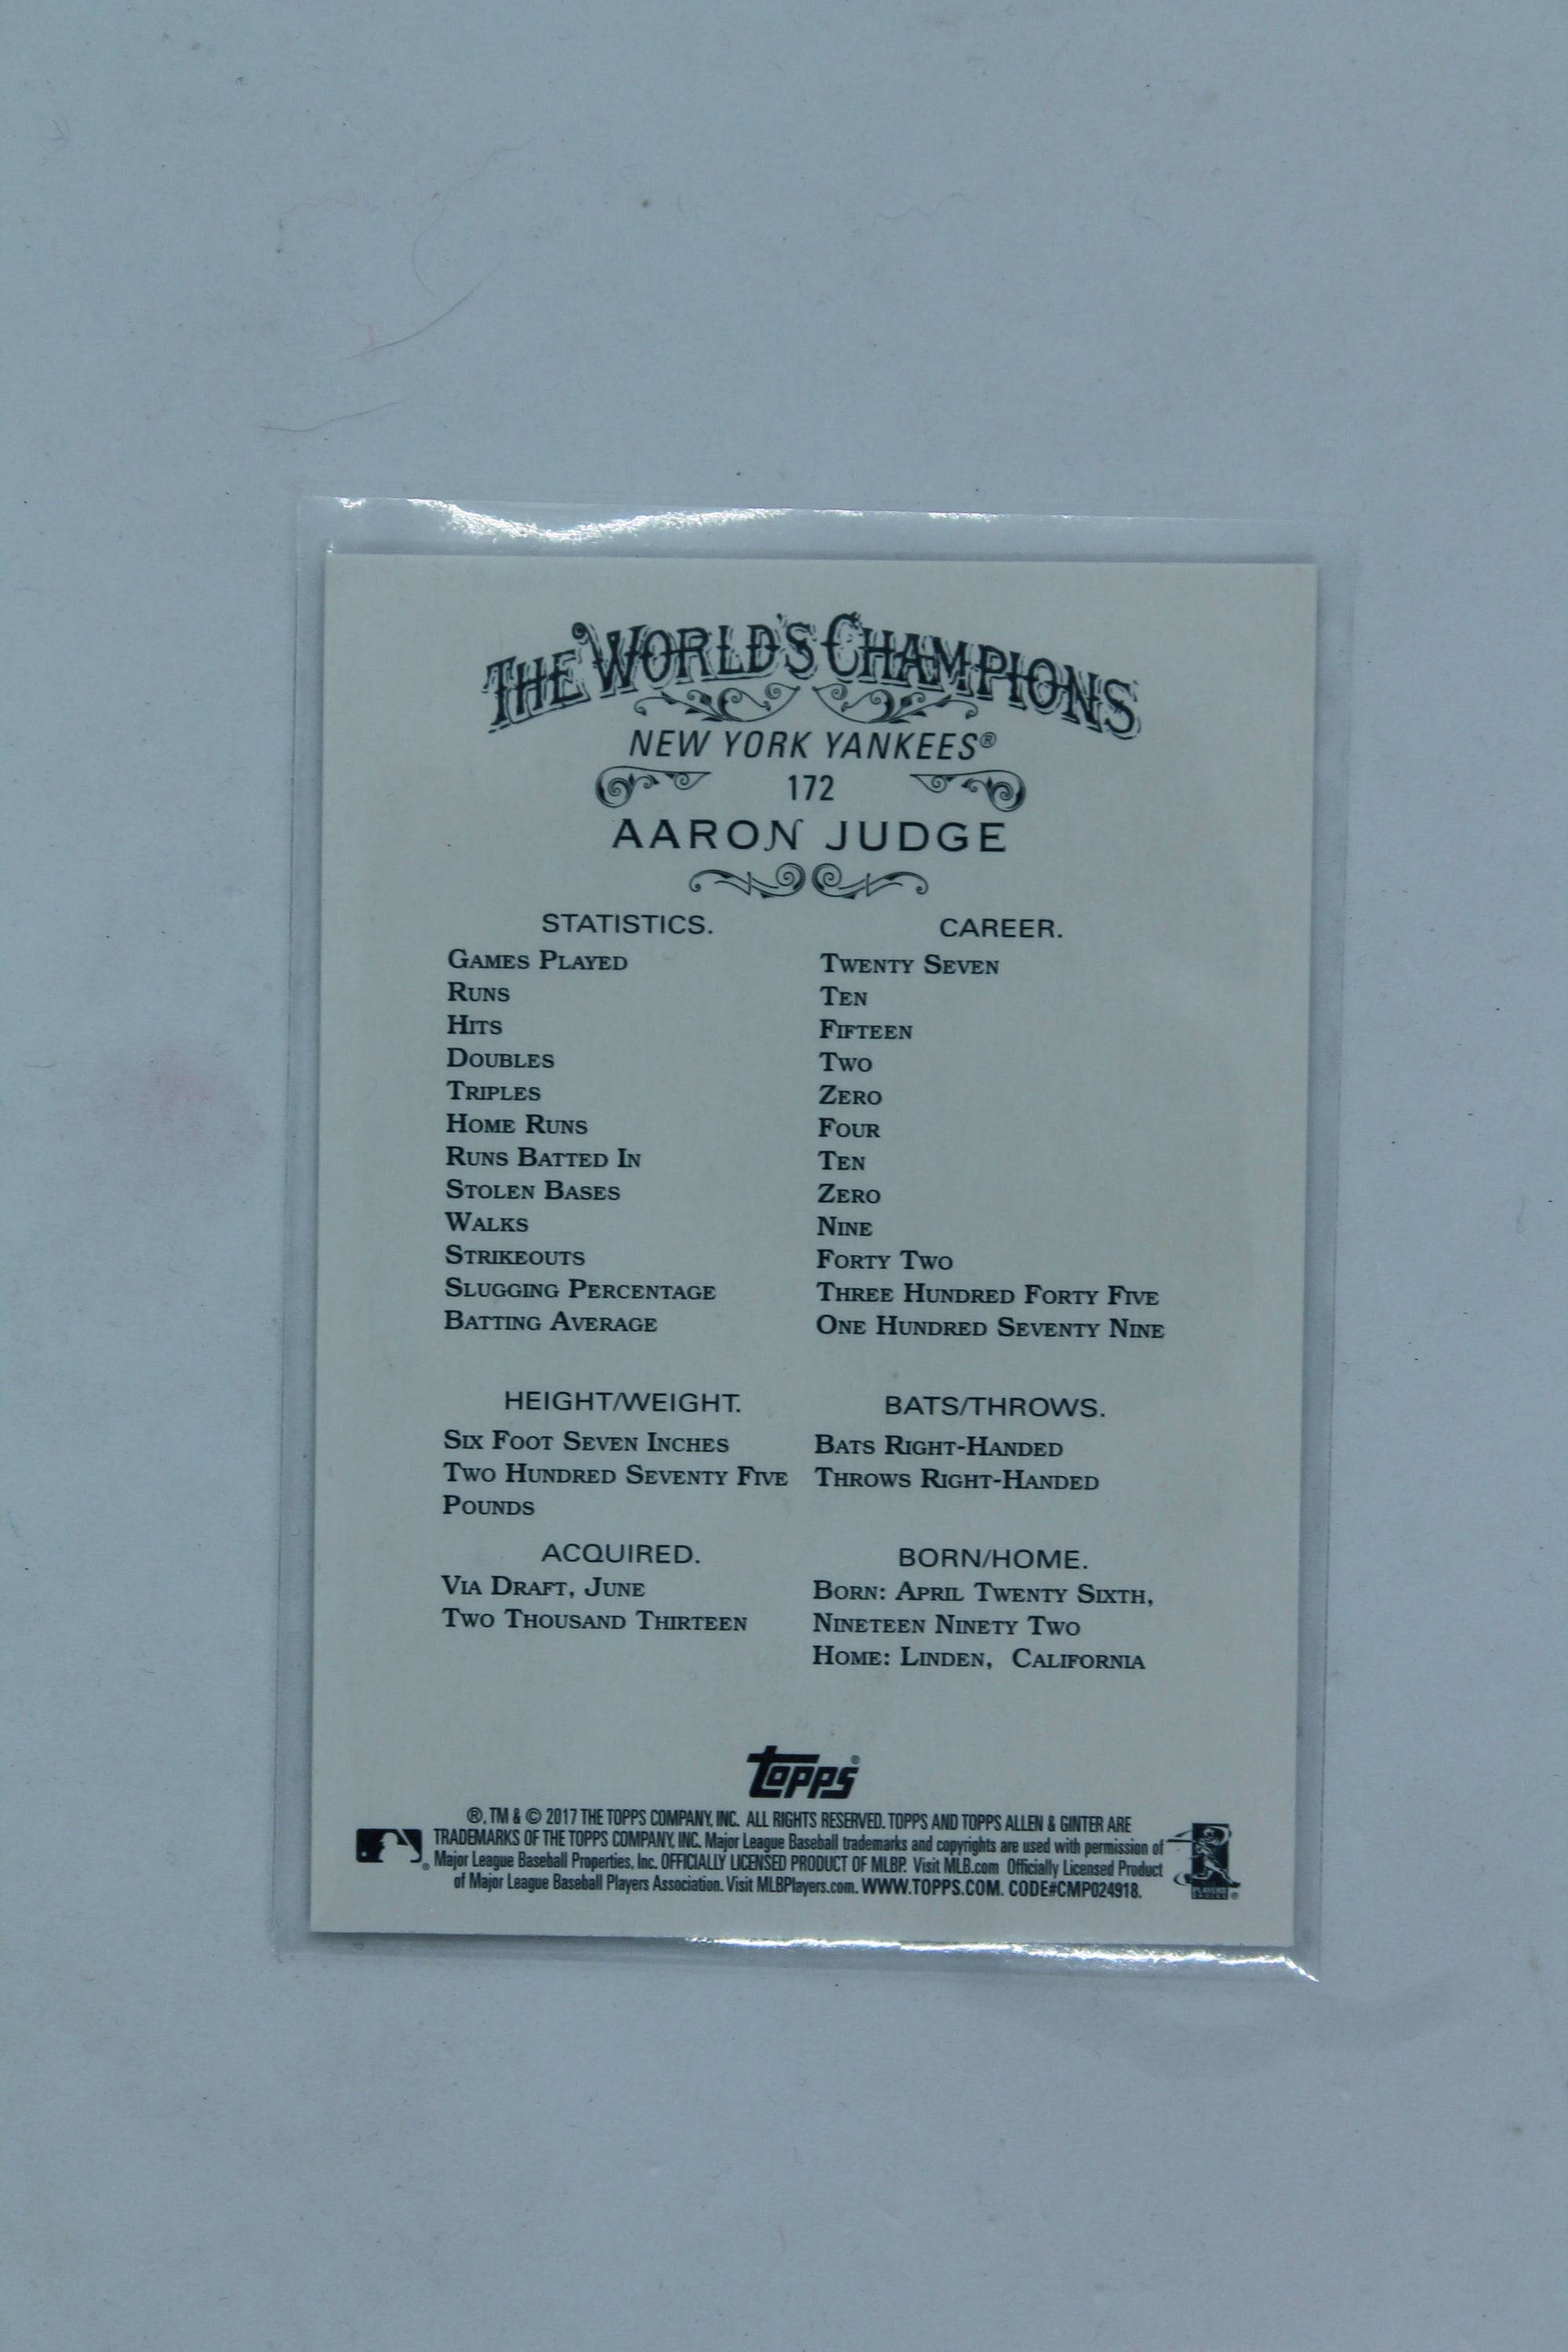 THE WORLD'S CHAMPIONS
NEW YORK YANKEES®
172
AARON JUDGE
STATISTICS. CAREER.
GAMES PLAYED TWENTY SEVEN
RUNS TEN
HITS FIFTEEN
DOUBLES TWO
TRIPLES ZERO
HOME RUNS FOUR
RUNS BATTED IN TEN
STOLEN BASES ZERO
WALKS NINE
STRIKEOUTS FORTY TWO
SLUGGING PERCENTAGE THREE HUNDRED FORTY FIVE
BATTING AVERAGE ONE HUNDRED SEVENTY NINE
HEIGHT/WEIGHT.
SIX FOOT SEVEN INCHES
TWO HUNDRED SEVENTY FIVE
POUNDS
BATS/THROWS.
BATS RIGHT-HANDED
THROWS RIGHT-HANDED
ACQUIRED.
VIA DRAFT, JUNE
TWO THOUSAND THIRTEEN
BORN/HOME.
BORN: APRIL TWENTY SIXTH,
NINETEEN NINETY TWO
HOME: LINDEN, CALIFORNIA
topps®
®, TM & © 2017 THE TOPPS COMPANY, INC. ALL RIGHTS RESERVED. TOPPS AND TOPPS ALLEN & GINTER ARE
TRADEMARKS OF THE TOPPS COMPANY, INC. Major League Baseball trademarks and copyrights are used with permission of
Major League Baseball Properties, Inc. OFFICIALLY LICENSED PRODUCT OF MLBP. Visit MLB.com Officially Licensed Product
of Major League Baseball Players Association. Visit MLBPlayers.com. WWW.TOPPS.COM. CODE#CMP024918.